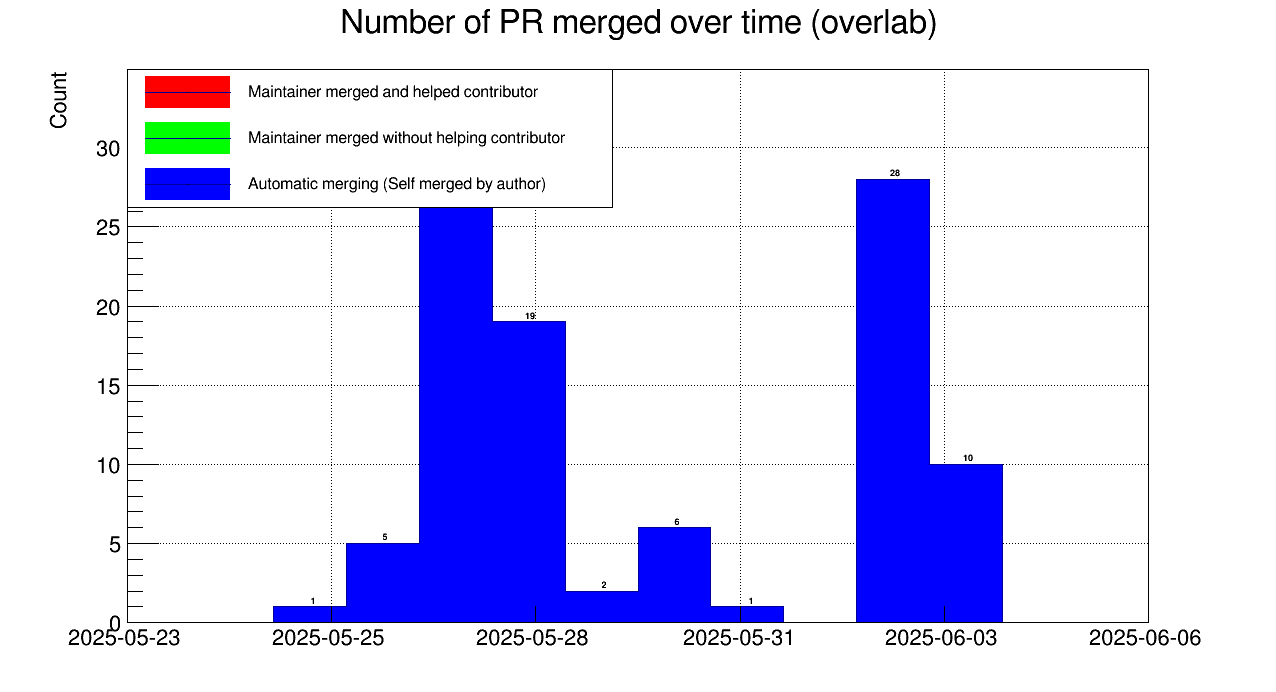 Number of PR merged over time (overlab)
Count
Maintainer merged and helped contributor
Maintainer merged without helping contributor
Automatic merging (Self merged by author)
30
25
20
15
10
5
0
1
5
19
2
6
1
28
10
2025-05-23 2025-05-25 2025-05-28 2025-05-31 2025-06-03 2025-06-06